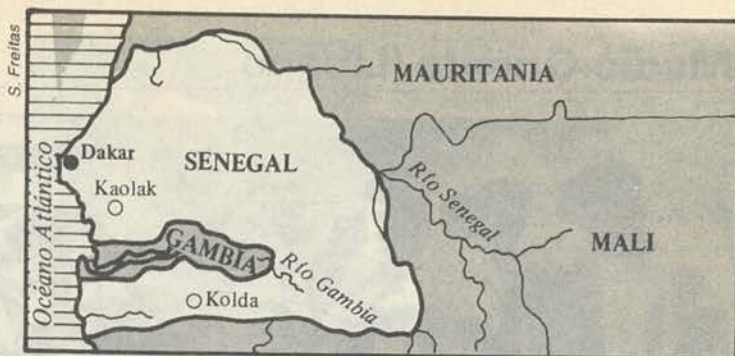 S. Freitas
MAURITANIA
Océano Atlántico
Dakar
SENEGAL
Kaolak
Río Senegal
MALI
GAMBIA
Río Gambia
Kolda